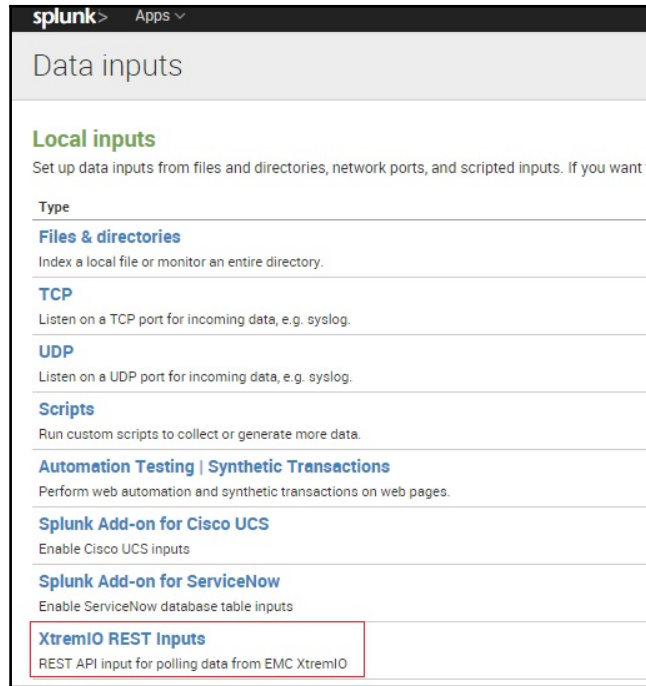 splunk> Apps
Data inputs
Local inputs
Set up data inputs from files and directories, network ports, and scripted inputs. If you want
Type
Files & directories
Index a local file or monitor an entire directory.
TCP
Listen on a TCP port for incoming data, e.g. syslog.
UDP
Listen on a UDP port for incoming data, e.g. syslog.
Scripts
Run custom scripts to collect or generate more data.
Automation Testing | Synthetic Transactions
Perform web automation and synthetic transactions on web pages.
Splunk Add-on for Cisco UCS
Enable Cisco UCS inputs
Splunk Add-on for ServiceNow
Enable ServiceNow database table inputs
XtremIO REST Inputs
REST API input for polling data from EMC XtremIO